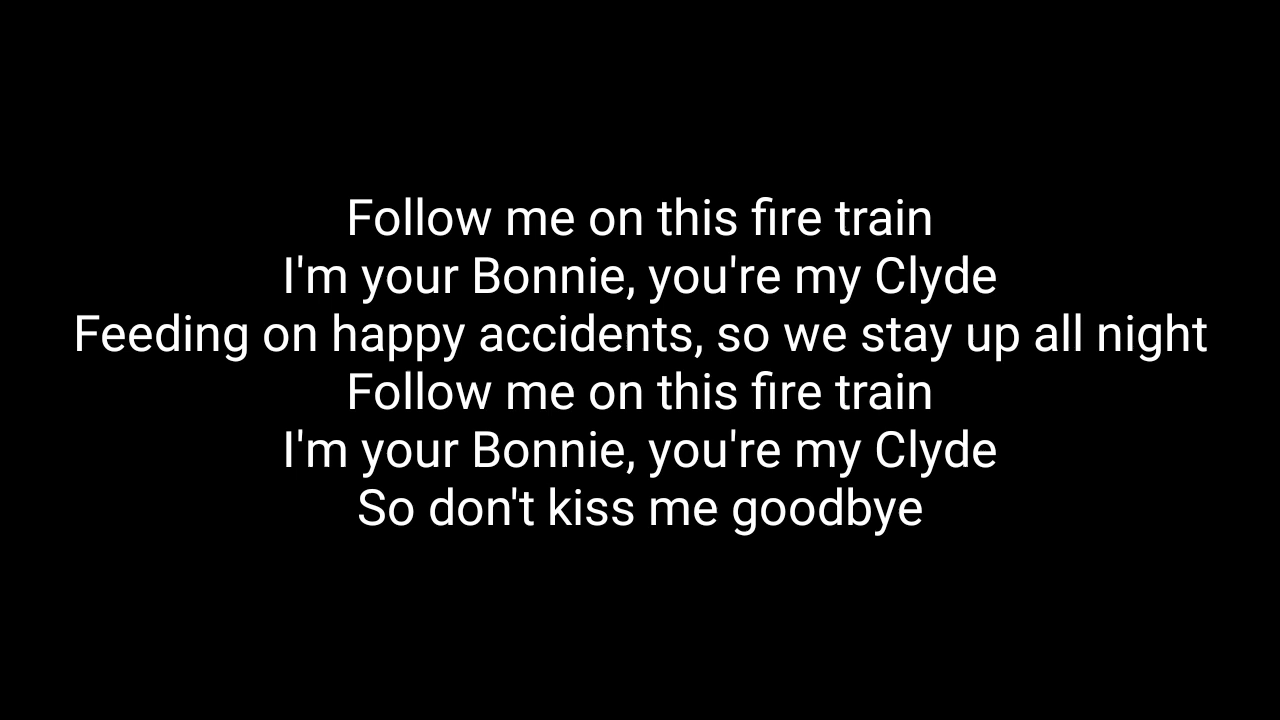 Follow me on this fire train
I'm your Bonnie, you're my Clyde
Feeding on happy accidents, so we stay up all night
Follow me on this fire train
I'm your Bonnie, you're my Clyde
So don't kiss me goodbye